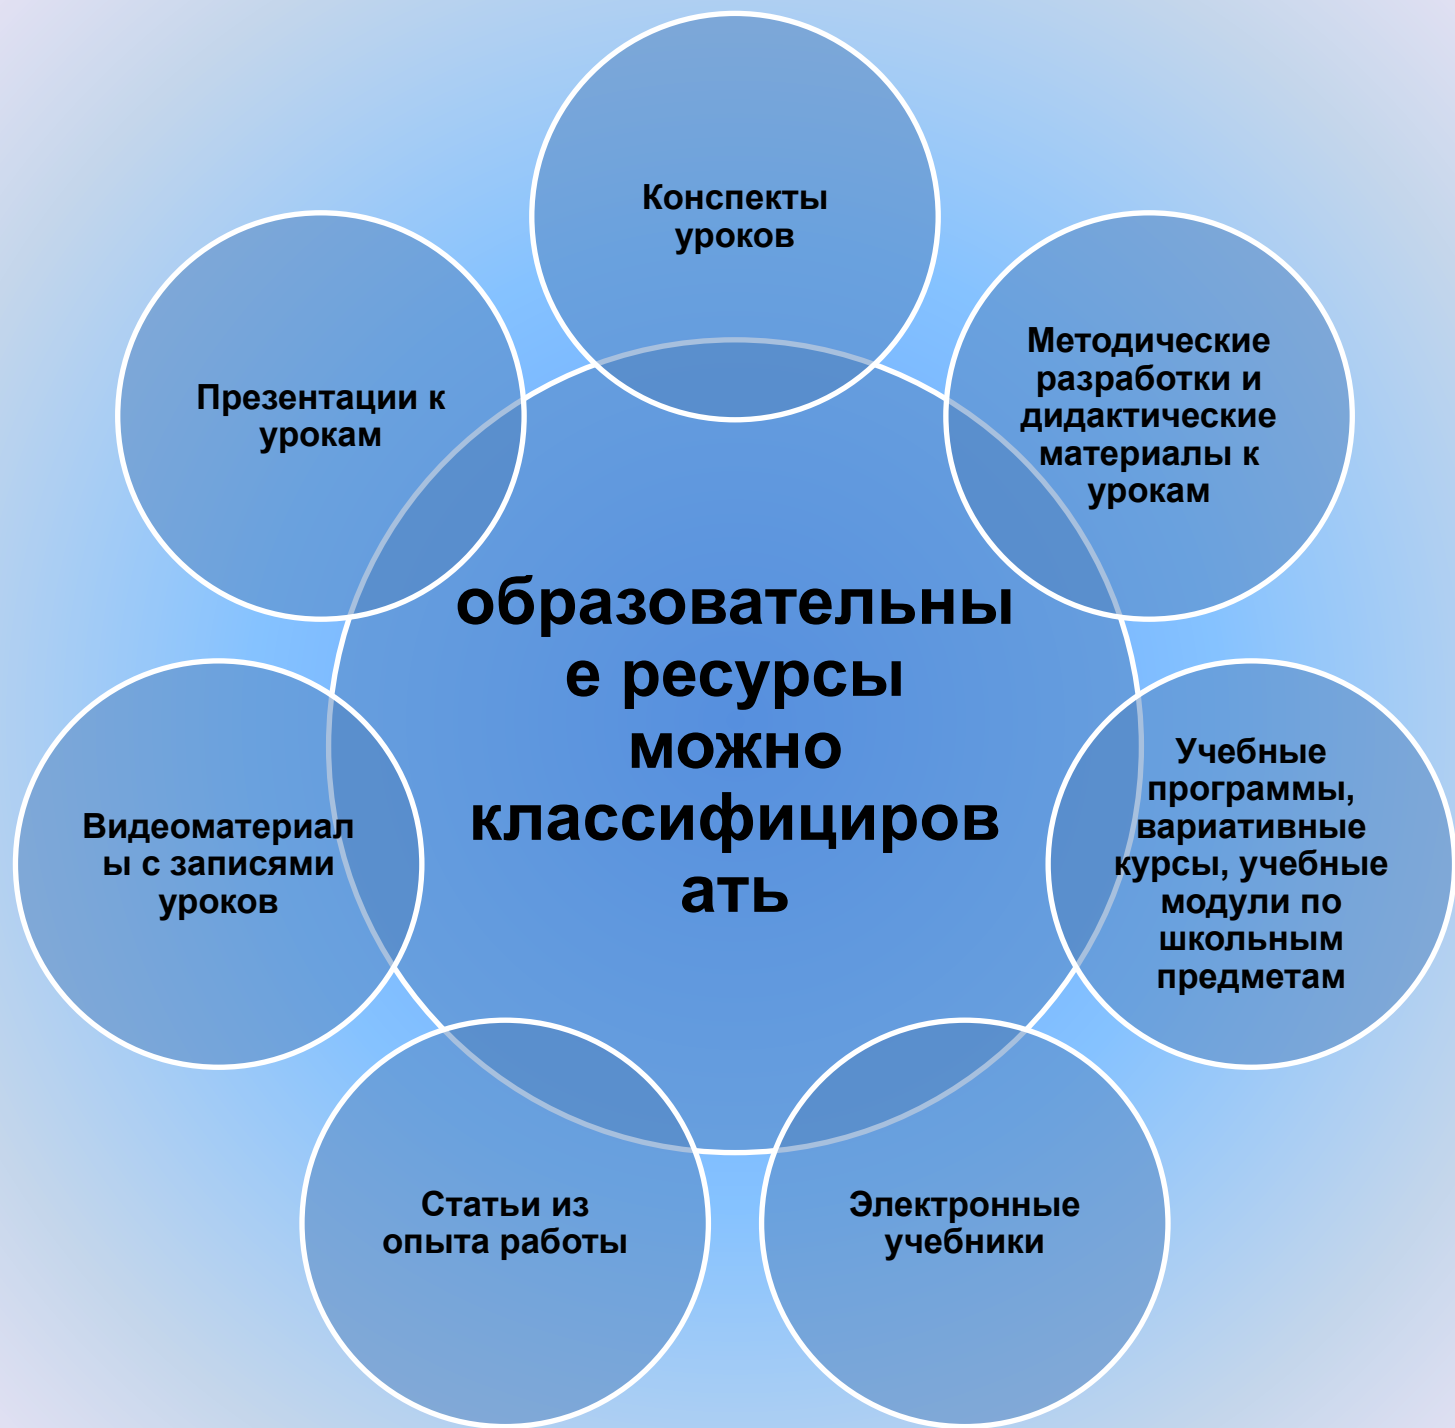 Конспекты
уроков
Методические
разработки и
дидактические
материалы к
урокам
Учебные
программы,
вариативные
курсы, учебные
модули по
школьным
предметам
Электронные
учебники
Статьи из
опыта работы
Видеоматериал
ы с записями
уроков
Презентации к
урокам
образовательны
е ресурсы
можно
классифициров
ать